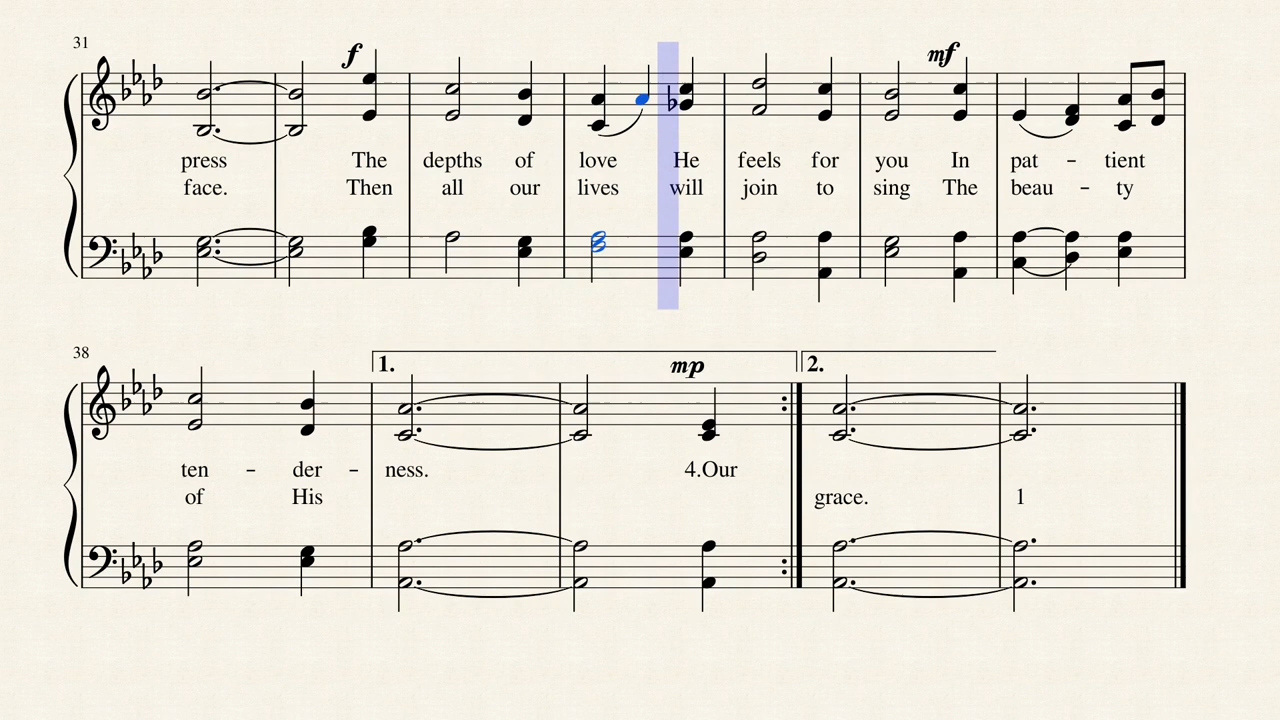 31
f
mf
press The depths of love He feels for you In pat - tient
face. Then all our lives will join to sing The beau - ty
38
1. mp 2.
ten - der - ness. 4.Our
of His grace. 1